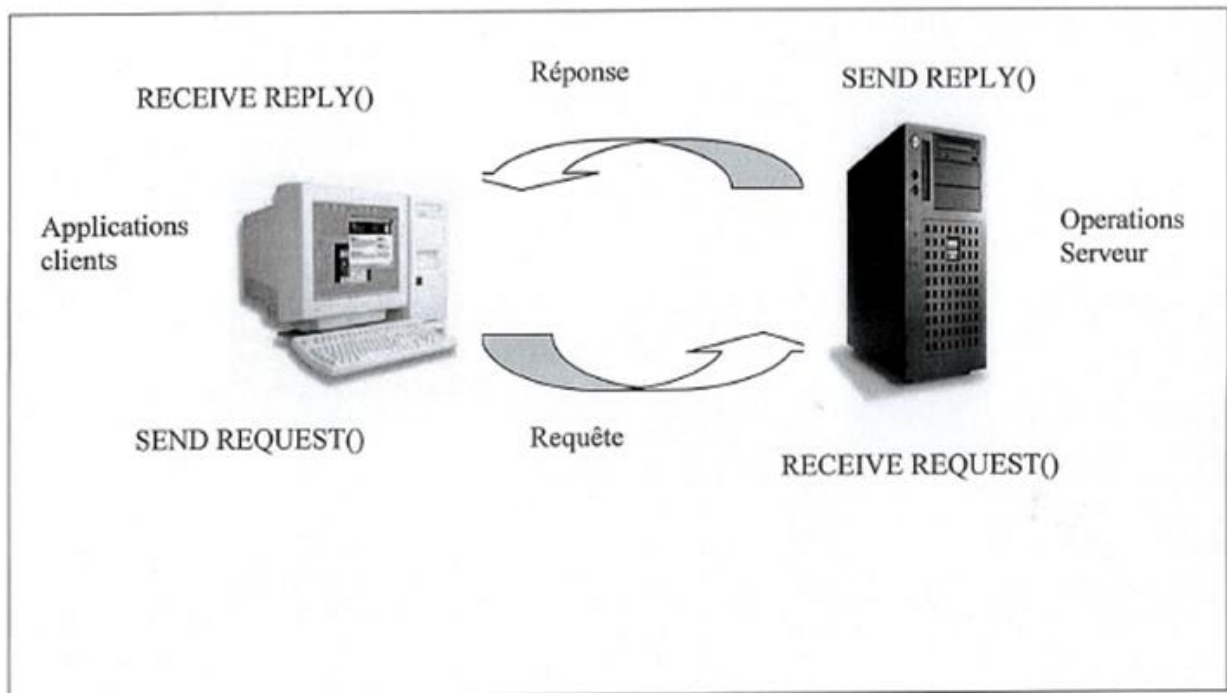 Réponse
SEND REPLY()
RECEIVE REPLY()
Applications
clients
Operations
Serveur
SEND REQUEST()
Requête
RECEIVE REQUEST()